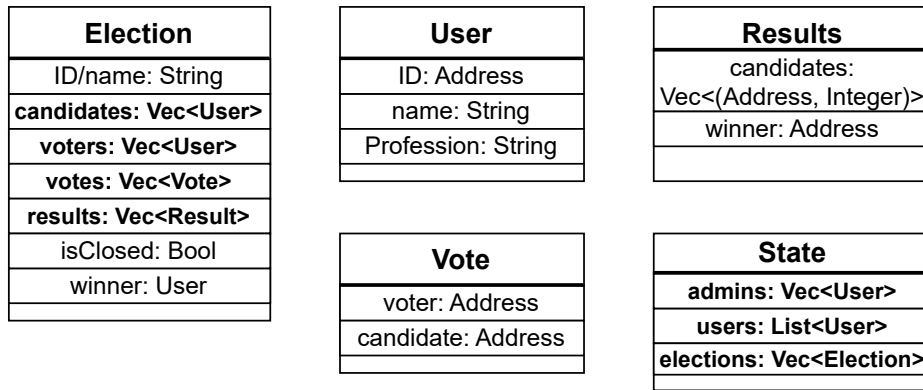 Election
ID/name: String
candidates: Vec<User>
voters: Vec<User>
votes: Vec<Vote>
results: Vec<Result>
isClosed: Bool
winner: User
User
ID: Address
name: String
Profession: String
Results
candidates:
Vec<(Address, Integer)>
winner: Address
Vote
voter: Address
candidate: Address
State
admins: Vec<User>
users: List<User>
elections: Vec<Election>